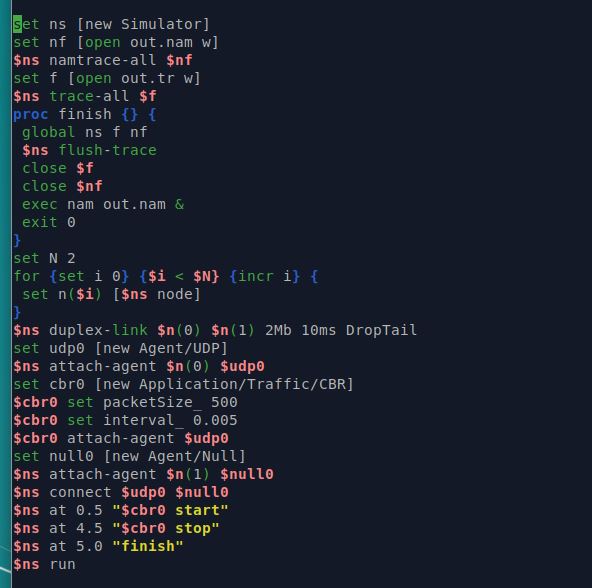 set ns [new Simulator]
set nf [open out.nam w]
$ns namtrace-all $nf
set f [open out.tr w]
$ns trace-all $f
proc finish {} {
 global ns f nf
 $ns flush-trace
 close $f
 close $nf
 exec nam out.nam &
 exit 0
}
set N 2
for {set i 0} {$i < $N} {incr i} {
 set n($i) [$ns node]
}
$ns duplex-link $n(0) $n(1) 2Mb 10ms DropTail
set udp0 [new Agent/UDP]
$ns attach-agent $n(0) $udp0
set cbr0 [new Application/Traffic/CBR]
$cbr0 set packetSize_ 500
$cbr0 set interval_ 0.005
$cbr0 attach-agent $udp0
set null0 [new Agent/Null]
$ns attach-agent $n(1) $null0
$ns connect $udp0 $null0
$ns at 0.5 "$cbr0 start"
$ns at 4.5 "$cbr0 stop"
$ns at 5.0 "finish"
$ns run